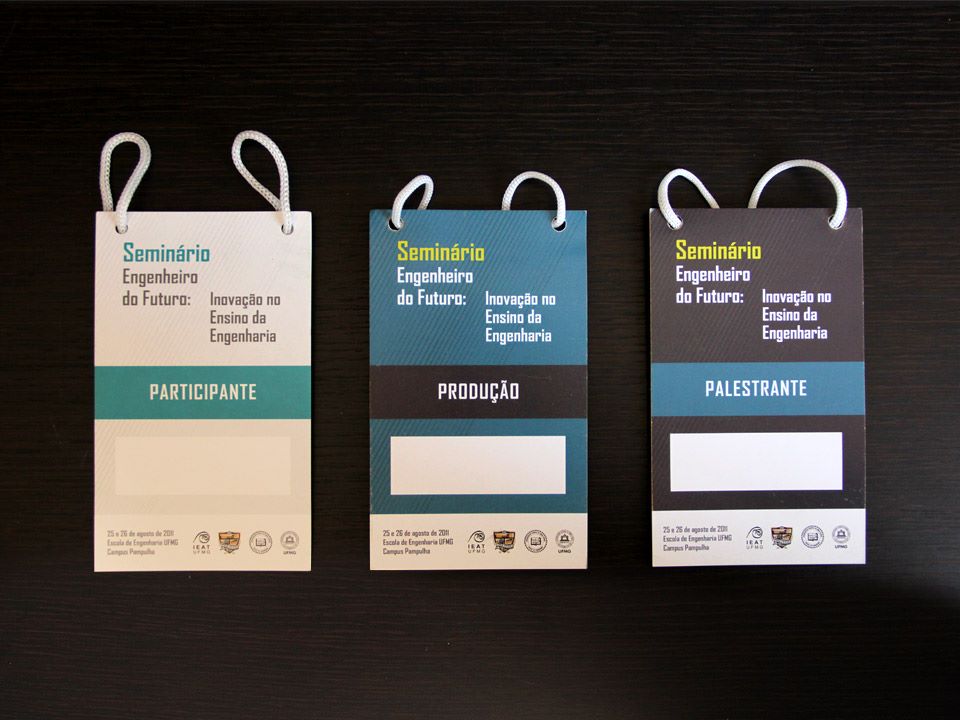 Seminário
Engenheiro
do Futuro:
Inovação no
Ensino da
Engenharia
PARTICIPANTE
25 e 26 de agosto de 2011
Escola de Engenharia UFMG
Campus Pampulha
IEAT
UFMG
UFMG
Seminário
Engenheiro
do Futuro:
Inovação no
Ensino da
Engenharia
PRODUÇÃO
25 e 26 de agosto de 2011
Escola de Engenharia UFMG
Campus Pampulha
IEAT
UFMG
UFMG
Seminário
Engenheiro
do Futuro:
Inovação no
Ensino da
Engenharia
PALESTRANTE
25 e 26 de agosto de 2011
Escola de Engenharia UFMG
Campus Pampulha
IEAT
UFMG
UFMG